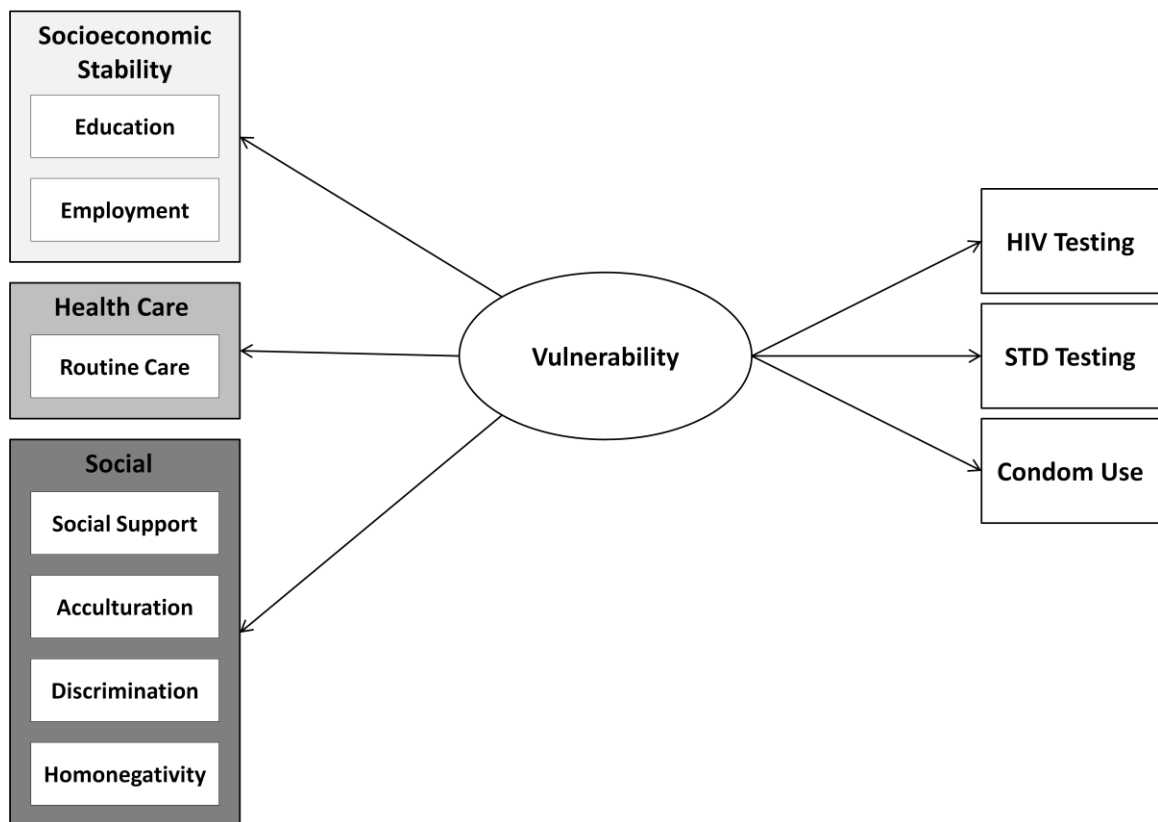 Socioeconomic
Stability
Education
Employment
Health Care
Routine Care
Social
Social Support
Acculturation
Discrimination
Homonegativity
Vulnerability
HIV Testing
STD Testing
Condom Use